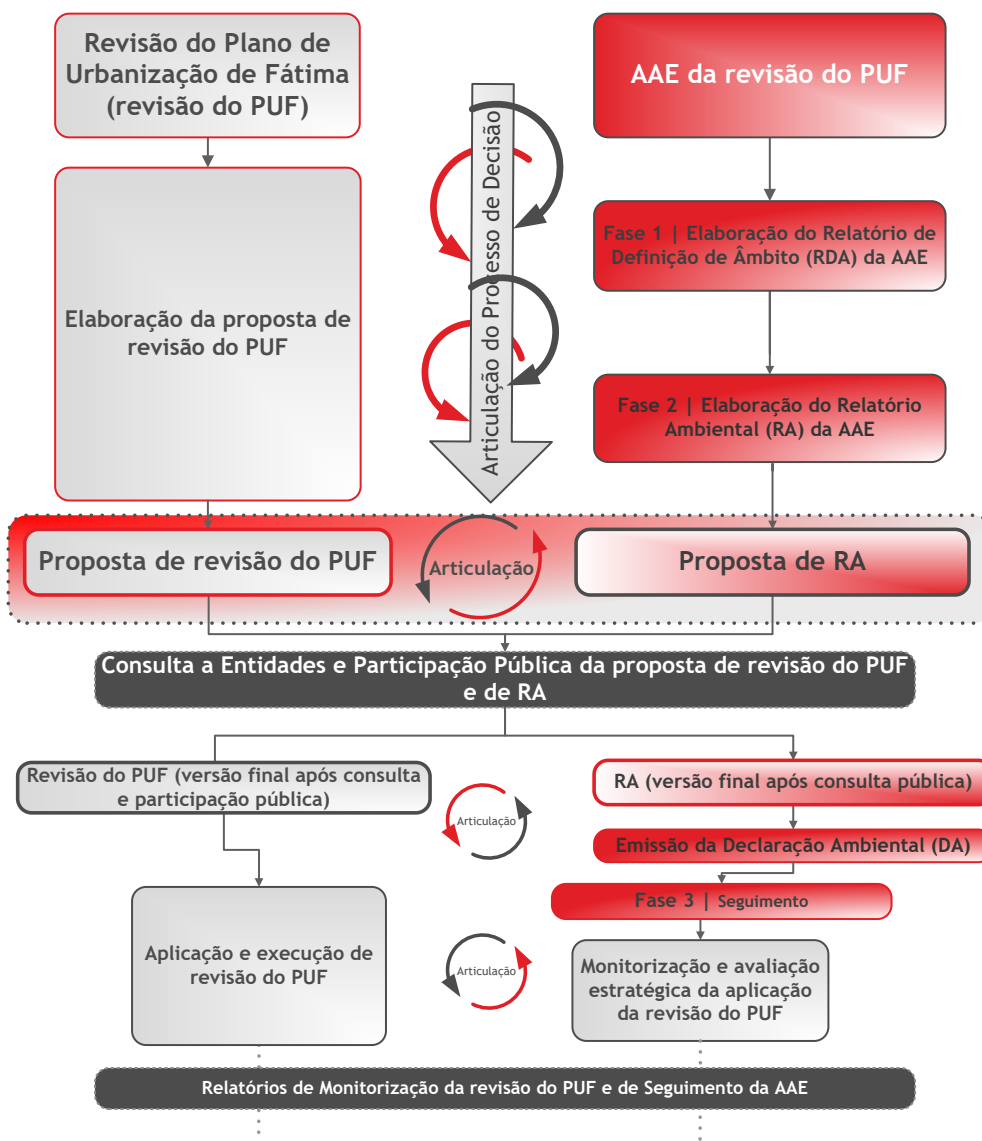 Revisão do Plano de
Urbanização de Fátima
(revisão do PUF)
AAE da revisão do PUF
Articulação do Processo de Decisão
Elaboração da proposta de
revisão do PUF
Fase 1 | Elaboração do Relatório de
Definição de Âmbito (RDA) da AAE
Fase 2 | Elaboração do Relatório
Ambiental (RA) da AAE
Proposta de revisão do PUF
Articulação
Proposta de RA
Consulta a Entidades e Participação Pública da proposta de revisão do PUF
e de RA
Revisão do PUF (versão final após consulta
e participação pública)
Articulação
RA (versão final após consulta pública)
Emissão da Declaração Ambiental (DA)
Fase 3 | Seguimento
Aplicação e execução de
revisão do PUF
Articulação
Monitorização e avaliação
estratégica da aplicação
da revisão do PUF
Relatórios de Monitorização da revisão do PUF e de Seguimento da AAE